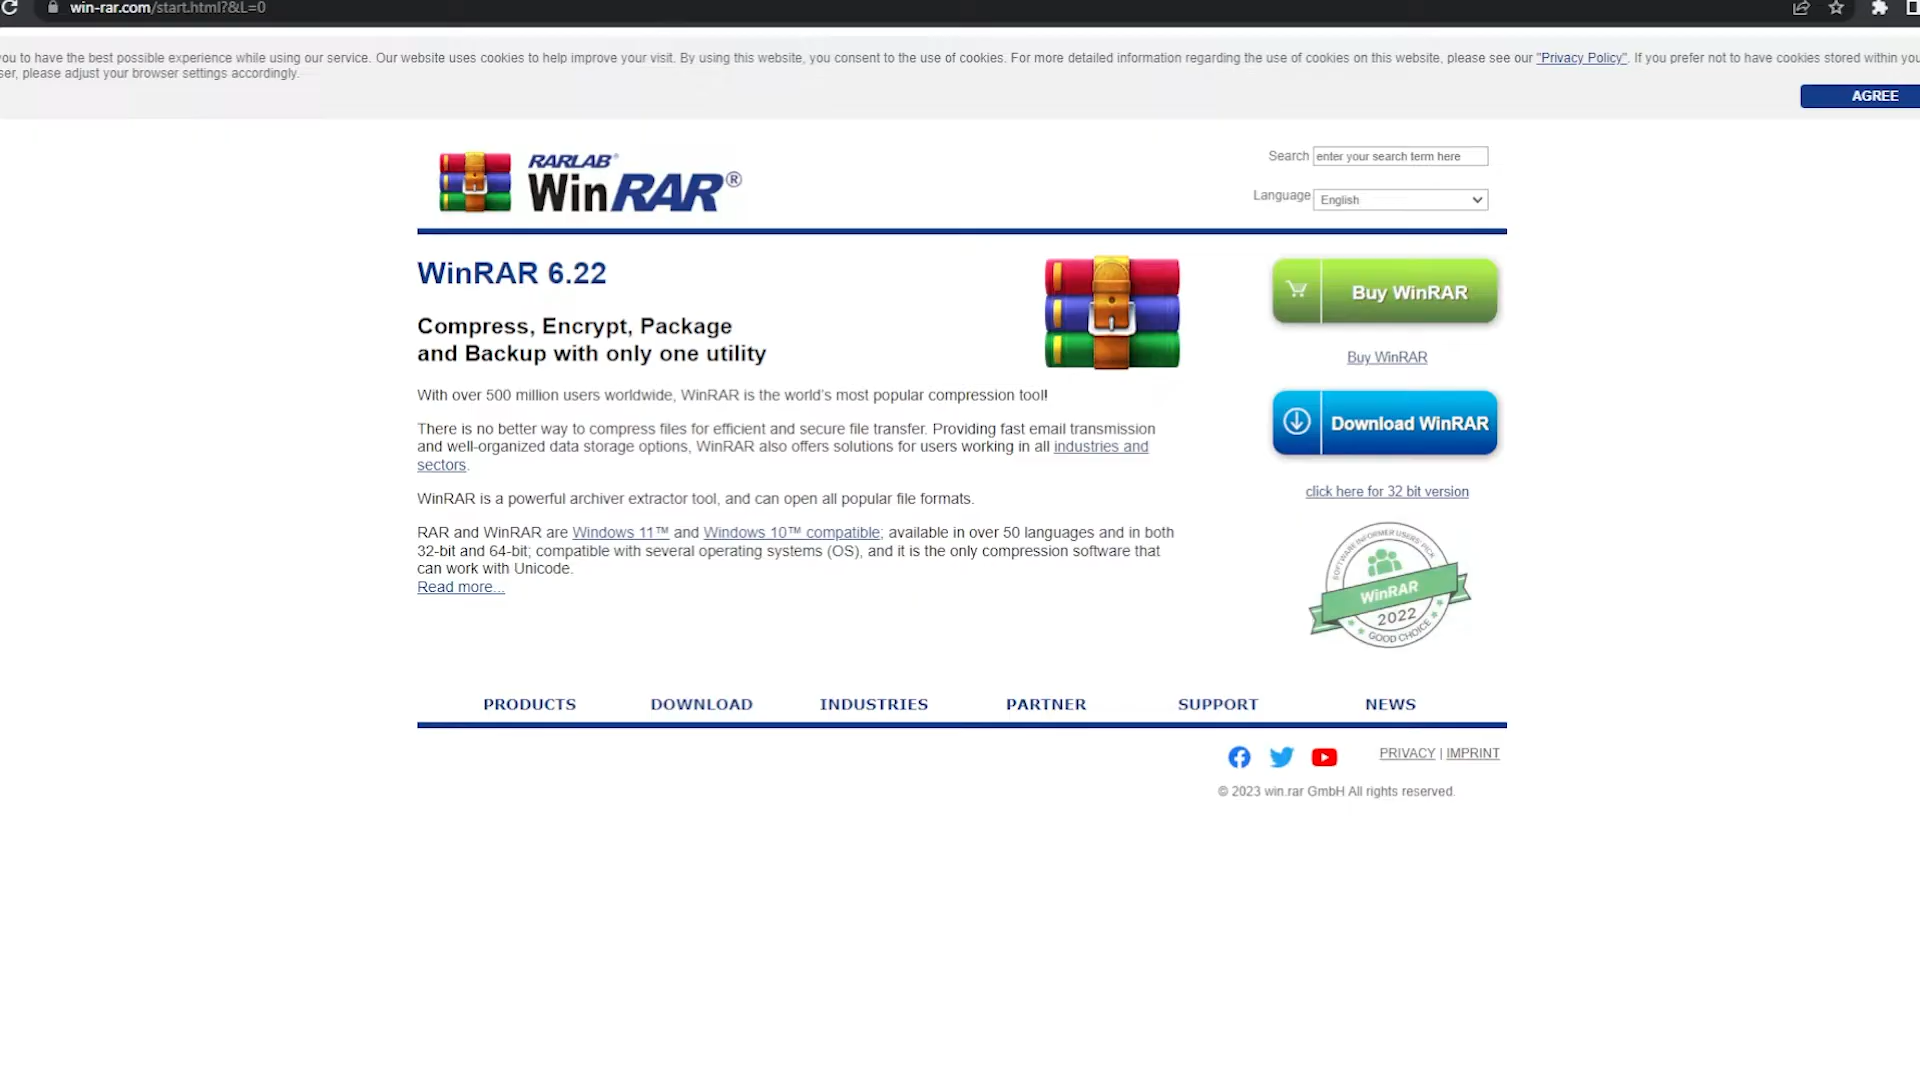 win-rar.com/start.html?&L=0
ou to have the best possible experience while using our service. Our website uses cookies to help improve your visit. By using this website, you consent to the use of cookies. For more detailed information regarding the use of cookies on this website, please see our "Privacy Policy". If you prefer not to have cookies stored within you
ser, please adjust your browser settings accordingly.
AGREE
RARLAB®
WinRAR®
Search enter your search term here
Language English
WinRAR 6.22
Compress, Encrypt, Package
and Backup with only one utility
With over 500 million users worldwide, WinRAR is the world's most popular compression tool!
There is no better way to compress files for efficient and secure file transfer. Providing fast email transmission
and well-organized data storage options, WinRAR also offers solutions for users working in all industries and
sectors.
WinRAR is a powerful archiver extractor tool, and can open all popular file formats.
RAR and WinRAR are Windows 11™ and Windows 10™ compatible; available in over 50 languages and in both
32-bit and 64-bit; compatible with several operating systems (OS), and it is the only compression software that
can work with Unicode.
Read more...
Buy WinRAR
Buy WinRAR
Download WinRAR
click here for 32 bit version
SOFTWARE INFORMER USERS' PICK
WinRAR
2022
GOOD CHOICE
PRODUCTS DOWNLOAD INDUSTRIES PARTNER SUPPORT NEWS
PRIVACY | IMPRINT
© 2023 win.rar GmbH All rights reserved.